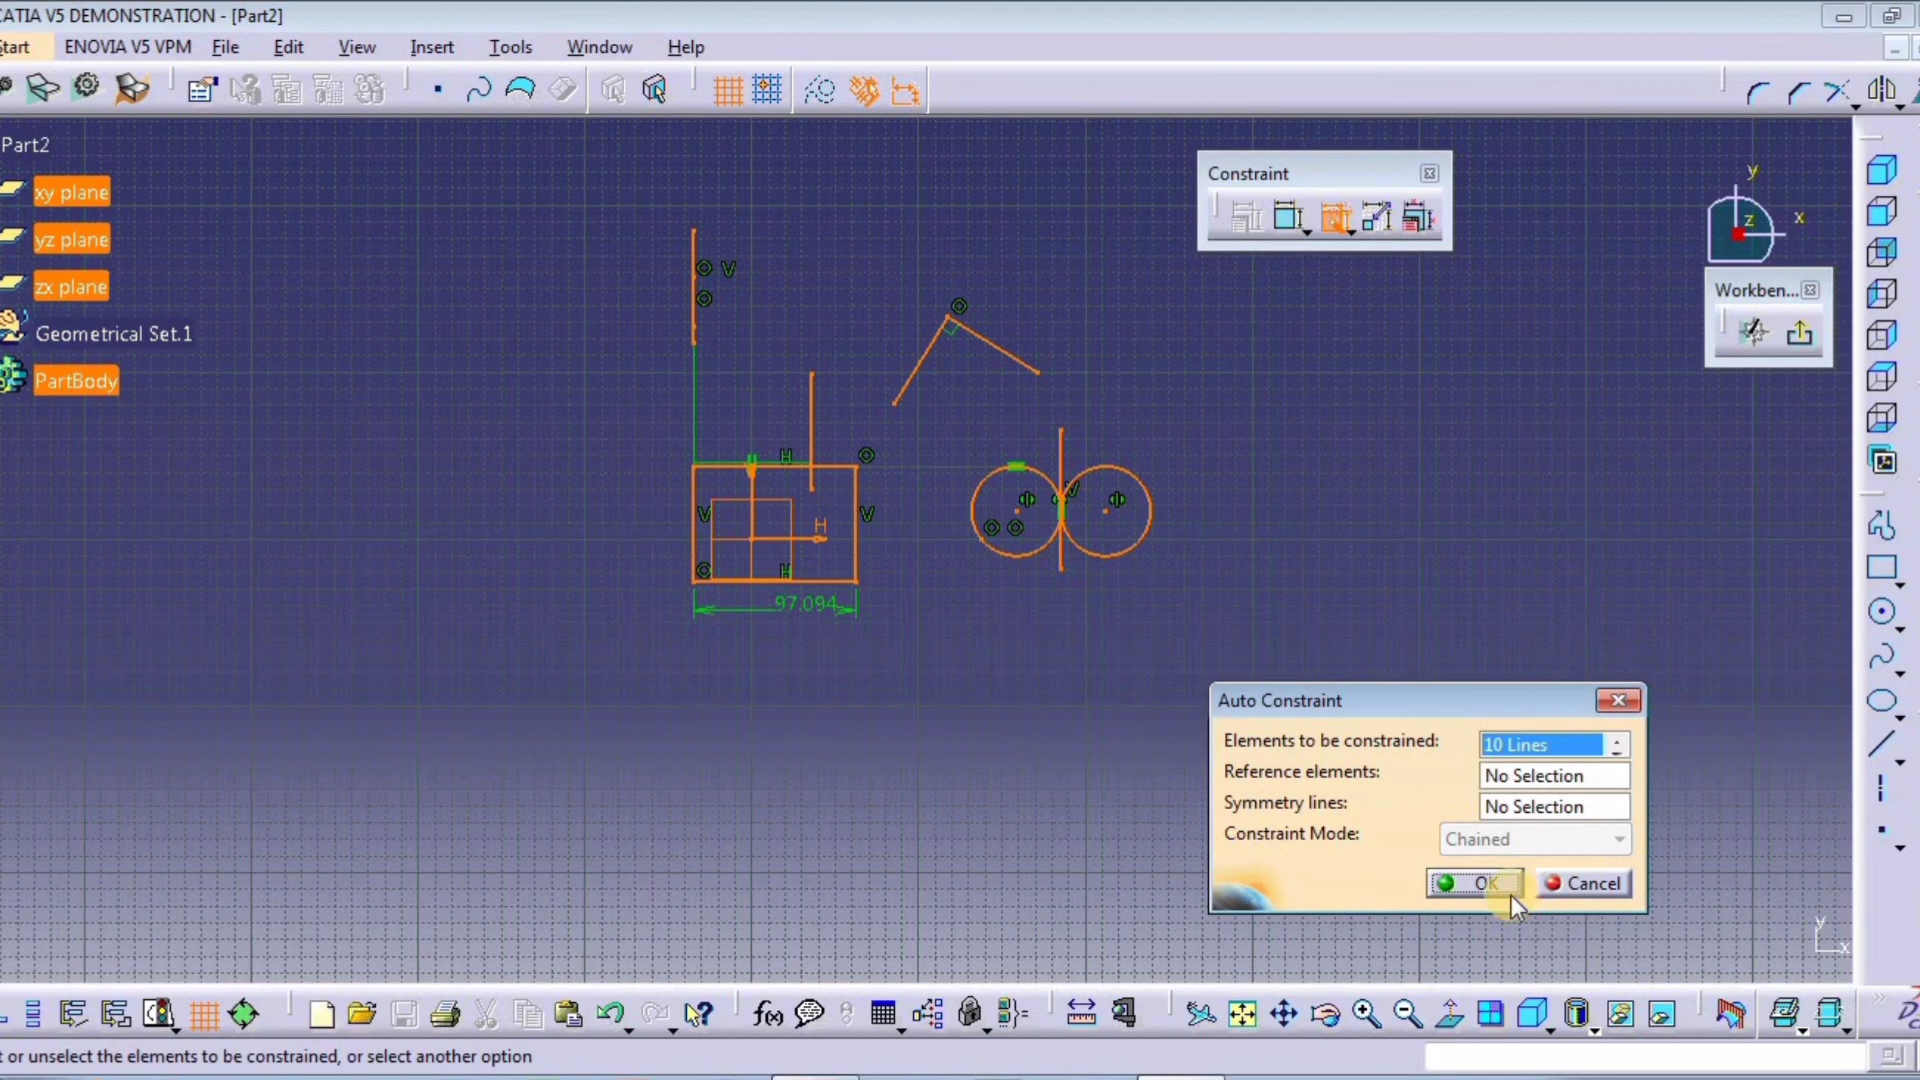 CATIA V5 DEMONSTRATION - [Part2]
Start ENOVIA V5 VPM File Edit View Insert Tools Window Help
Part2
xy plane
yz plane
zx plane
Geometrical Set.1
PartBody
Constraint
y
x
z
Workben...
V
H
V
V
H
H
V
97.094
Auto Constraint
Elements to be constrained: 10 Lines
Reference elements: No Selection
Symmetry lines: No Selection
Constraint Mode: Chained
OK Cancel
y
x
f(x)
t or unselect the elements to be constrained, or select another option